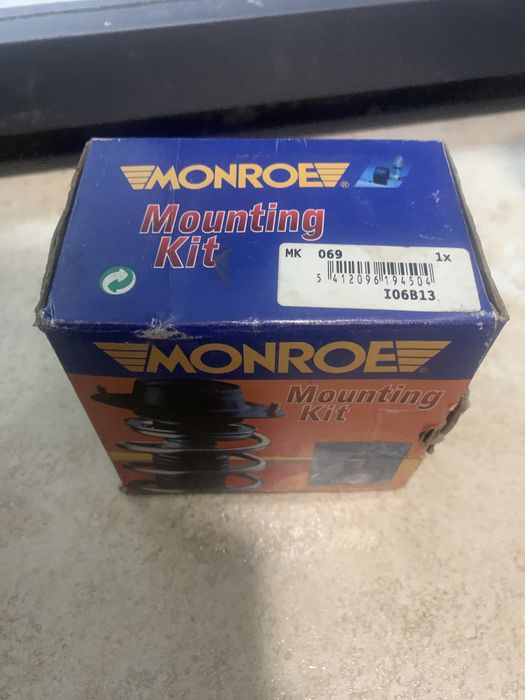 MONROE®
Mounting
Kit
MK 069 1x
5 412096 194504
I06B13
MONROE®
Mounting
Kit